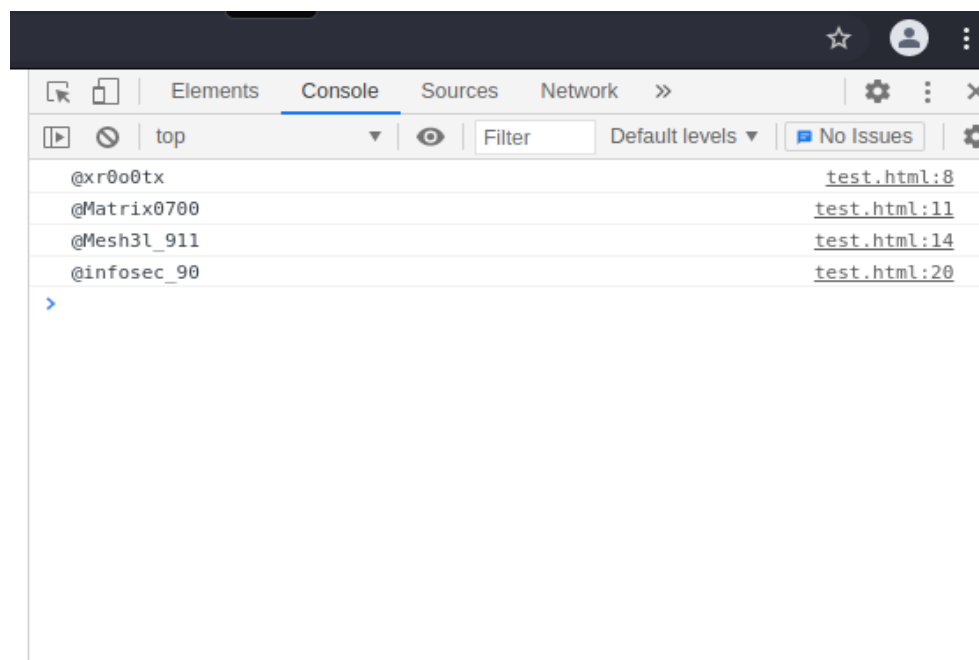 Elements Console Sources Network »
top Filter Default levels No Issues
@xr0o0tx test.html:8
@Matrix0700 test.html:11
@Mesh3l_911 test.html:14
@infosec_90 test.html:20
>